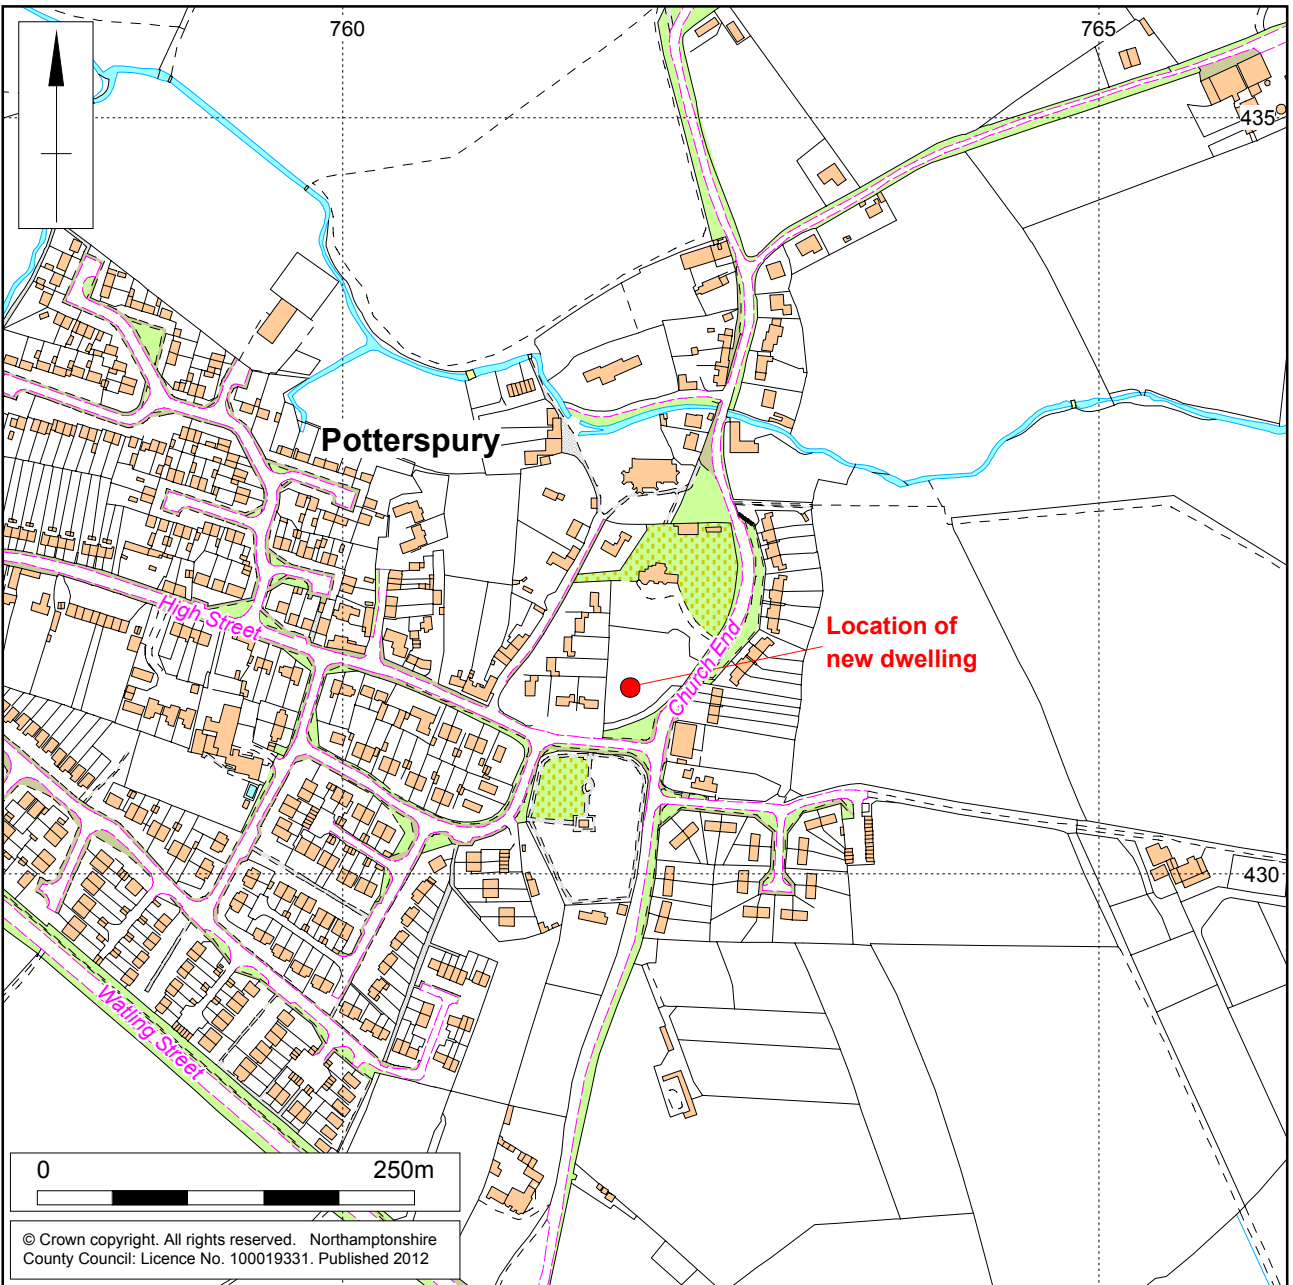 760
765
435
Potterspury
High Street
Church End
Location of
new dwelling
430
Watling Street
0 250m
© Crown copyright. All rights reserved. Northamptonshire
County Council: Licence No. 100019331. Published 2012